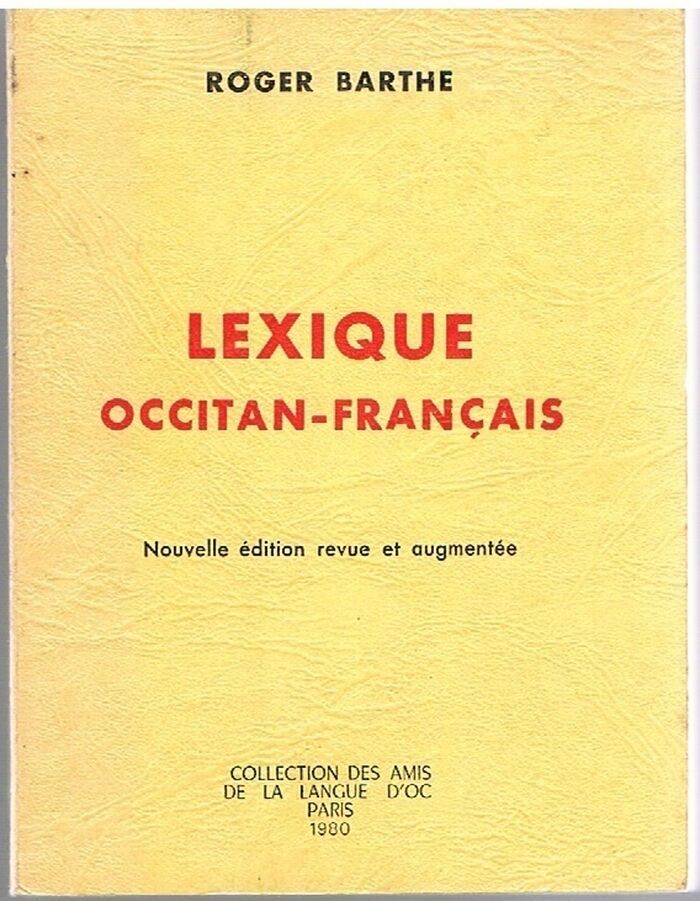 ROGER BARTHE
LEXIQUE
OCCITAN-FRANÇAIS
Nouvelle édition revue et augmentée
COLLECTION DES AMIS
DE LA LANGUE D'OC
PARIS
1980